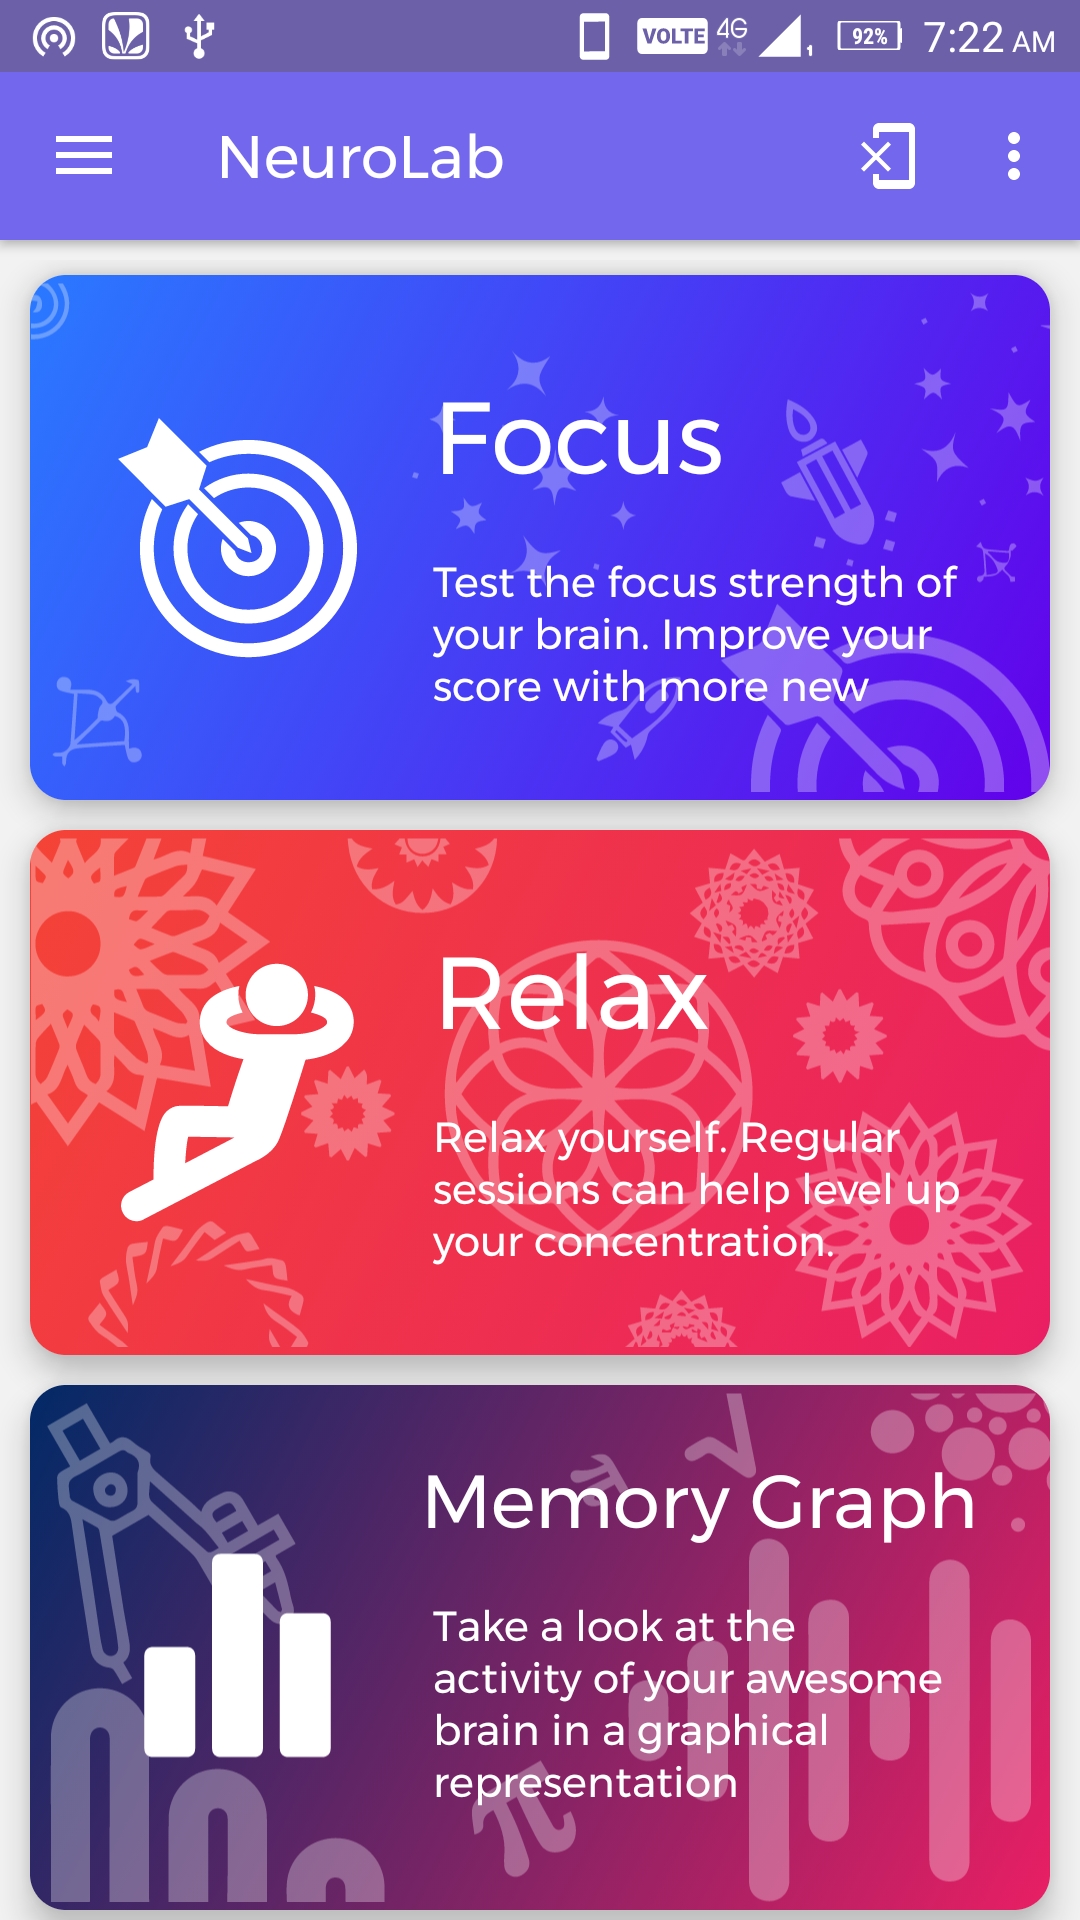 VOLTE 4G 1 92% 7:22 AM
NeuroLab
Focus
Test the focus strength of
your brain. Improve your
score with more new
Relax
Relax yourself. Regular
sessions can help level up
your concentration.
Memory Graph
Take a look at the
activity of your awesome
brain in a graphical
representation